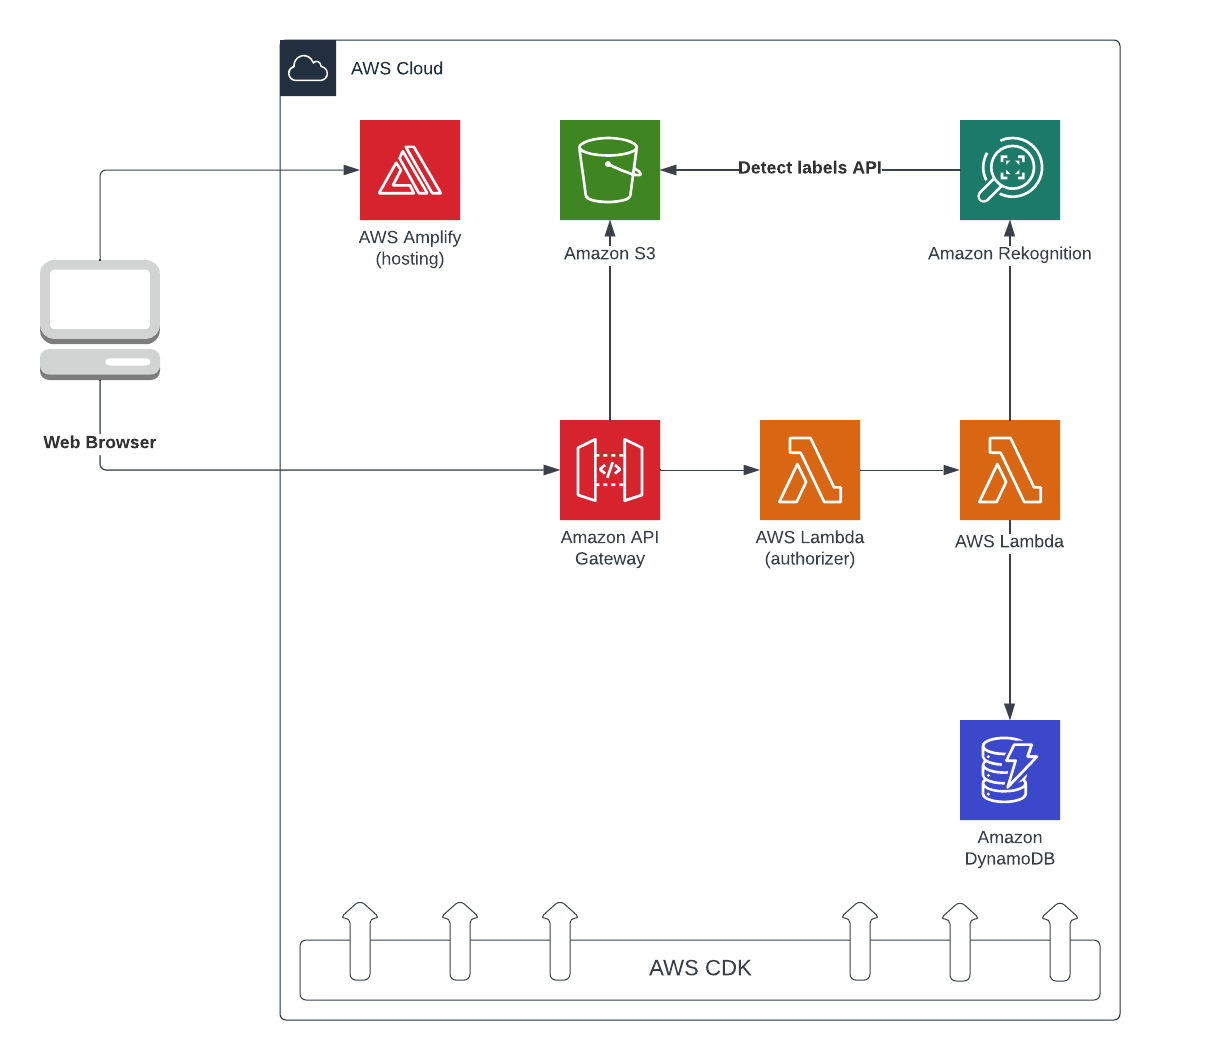 AWS Cloud
Detect labels API
AWS Amplify
(hosting)
Amazon S3
Amazon Rekognition
Web Browser
</>
Amazon API
Gateway
AWS Lambda
(authorizer)
AWS Lambda
Amazon
DynamoDB
AWS CDK